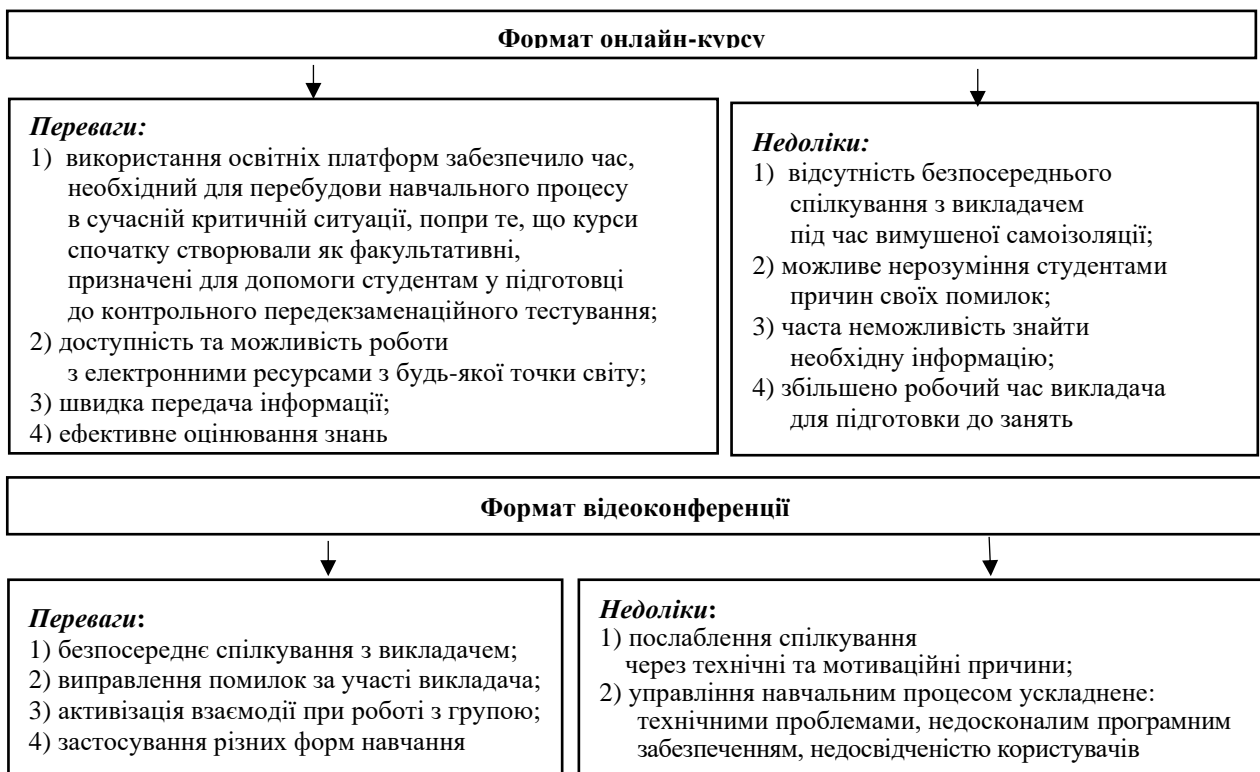 Формат онлайн-курсу
Переваги:
1) використання освітніх платформ забезпечило час,
необхідний для перебудови навчального процесу
в сучасній критичній ситуації, попри те, що курси
спочатку створювали як факультативні,
призначені для допомоги студентам у підготовці
до контрольного передекзаменаційного тестування;
2) доступність та можливість роботи
з електронними ресурсами з будь-якої точки світу;
3) швидка передача інформації;
4) ефективне оцінювання знань
Недоліки:
1) відсутність безпосереднього
спілкування з викладачем
під час вимушеної самоізоляції;
2) можливе нерозуміння студентами
причин своїх помилок;
3) часта неможливість знайти
необхідну інформацію;
4) збільшено робочий час викладача
для підготовки до занять
Формат відеоконференції
Переваги:
1) безпосереднє спілкування з викладачем;
2) виправлення помилок за участі викладача;
3) активізація взаємодії при роботі з групою;
4) застосування різних форм навчання
Недоліки:
1) послаблення спілкування
через технічні та мотиваційні причини;
2) управління навчальним процесом ускладнене:
технічними проблемами, недосконалим програмним
забезпеченням, недосвідченістю користувачів